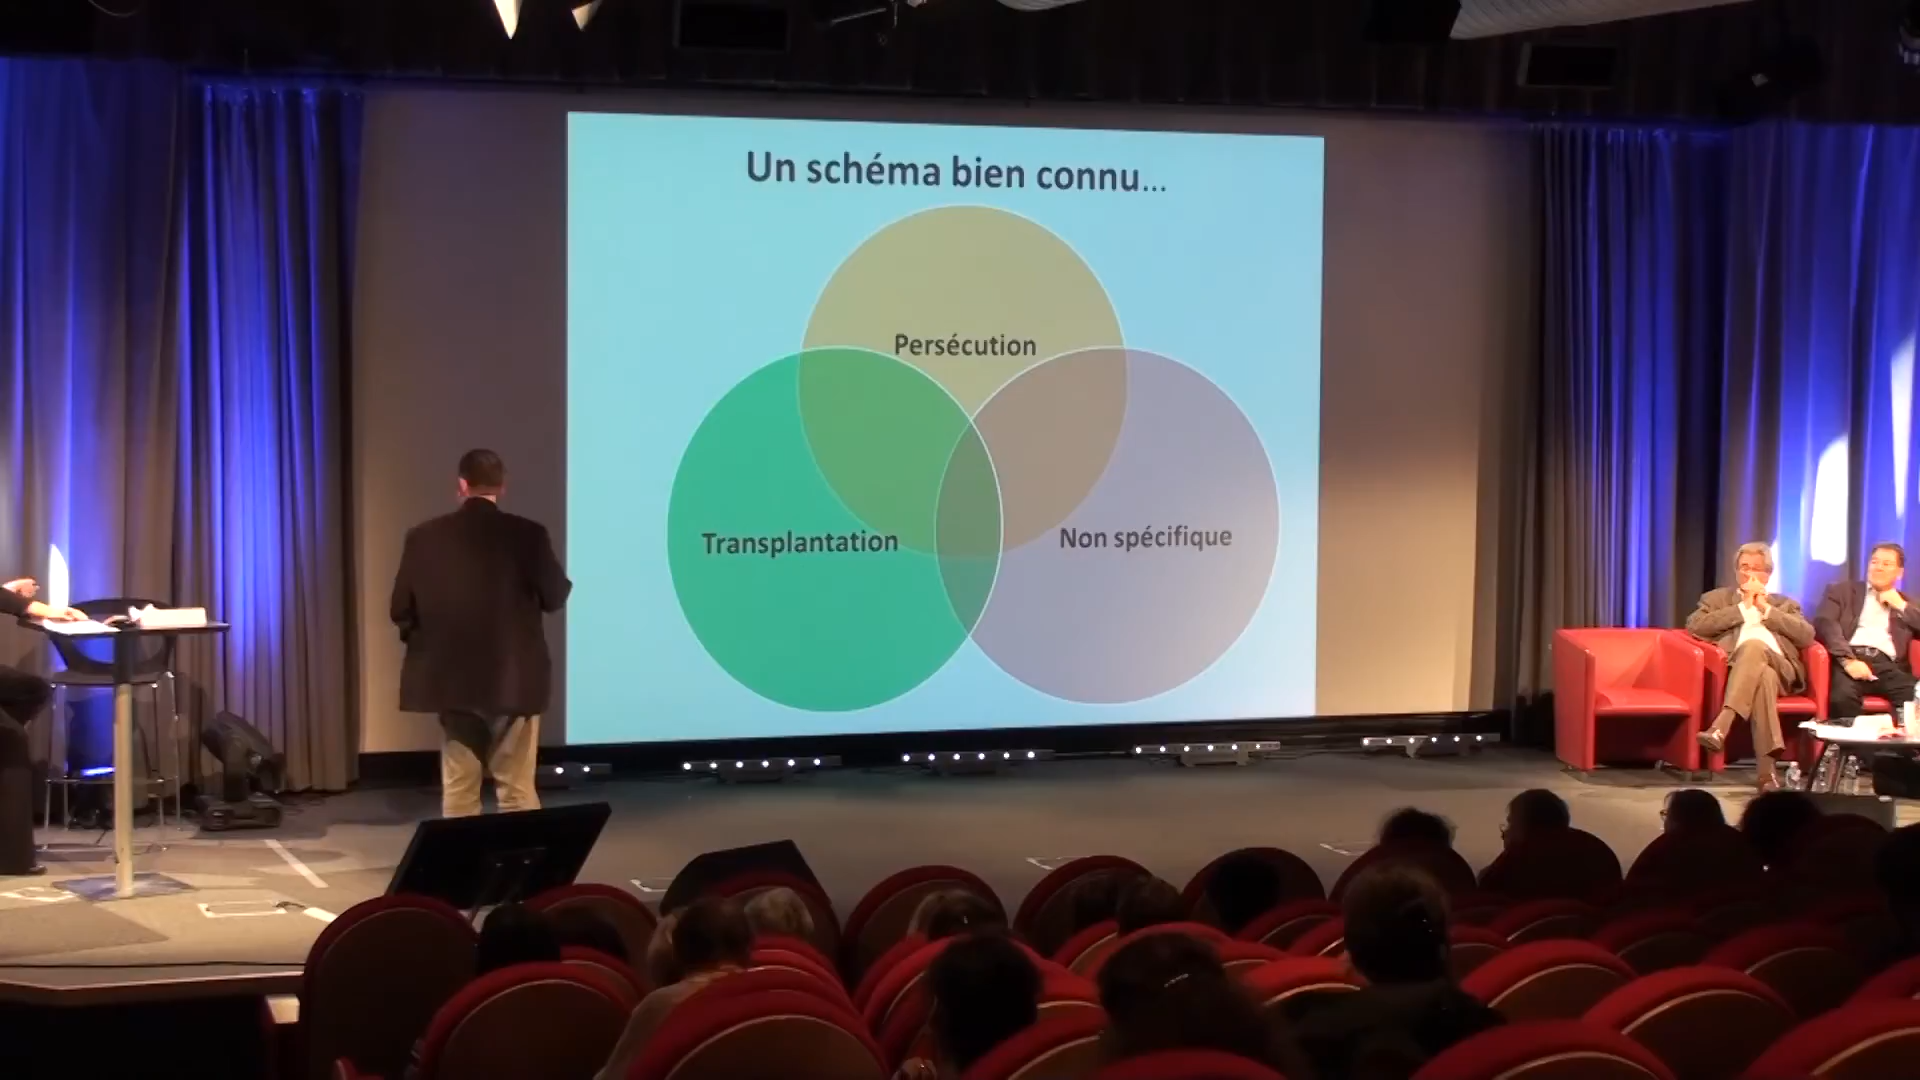 Un schéma bien connu...
Persécution
Transplantation
Non spécifique